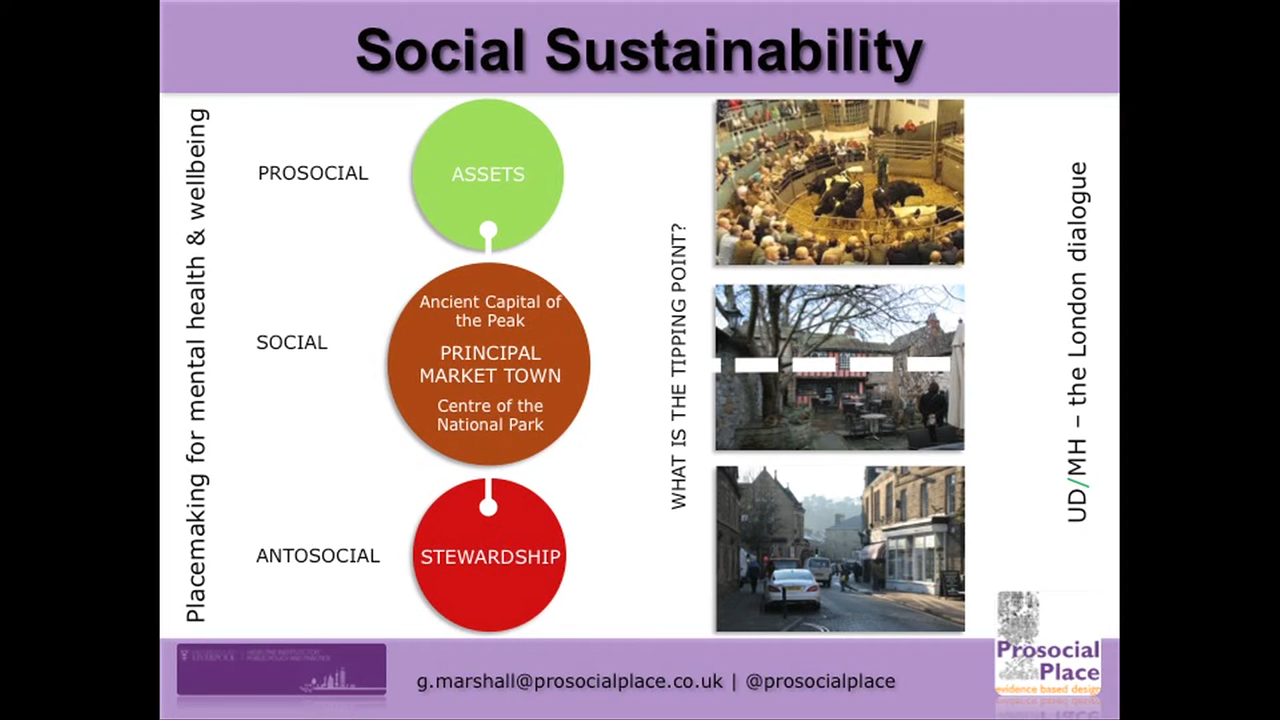 Social Sustainability
Placemaking for mental health & wellbeing
PROSOCIAL
ASSETS
SOCIAL
Ancient Capital of
the Peak
PRINCIPAL
MARKET TOWN
Centre of the
National Park
ANTOSOCIAL
STEWARDSHIP
WHAT IS THE TIPPING POINT?
UD/MH – the London dialogue
LIVERPOOL
g.marshall@prosocialplace.co.uk | @prosocialplace
Prosocial
Place
evidence based design